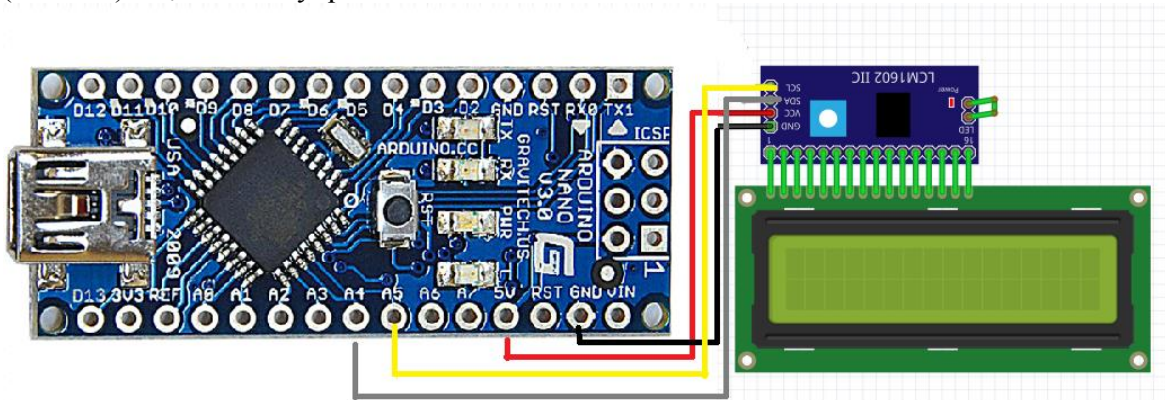 LCM1602 IIC
SCL
SDA
VCC
GND
Power
LED
1 16
D12 D11 D10 D9 D8 D7 D6 D5 D4 D3 D2 GND RST RX0 TX1
USA
2009
ARDUINO.CC
RST
TX
RX
PWR
L
GRAVITECH.US
ARDUINO
NANO
V3.0
ICSP
1
D13 3V3 REF A0 A1 A2 A3 A4 A5 A6 A7 5V RST GND VIN